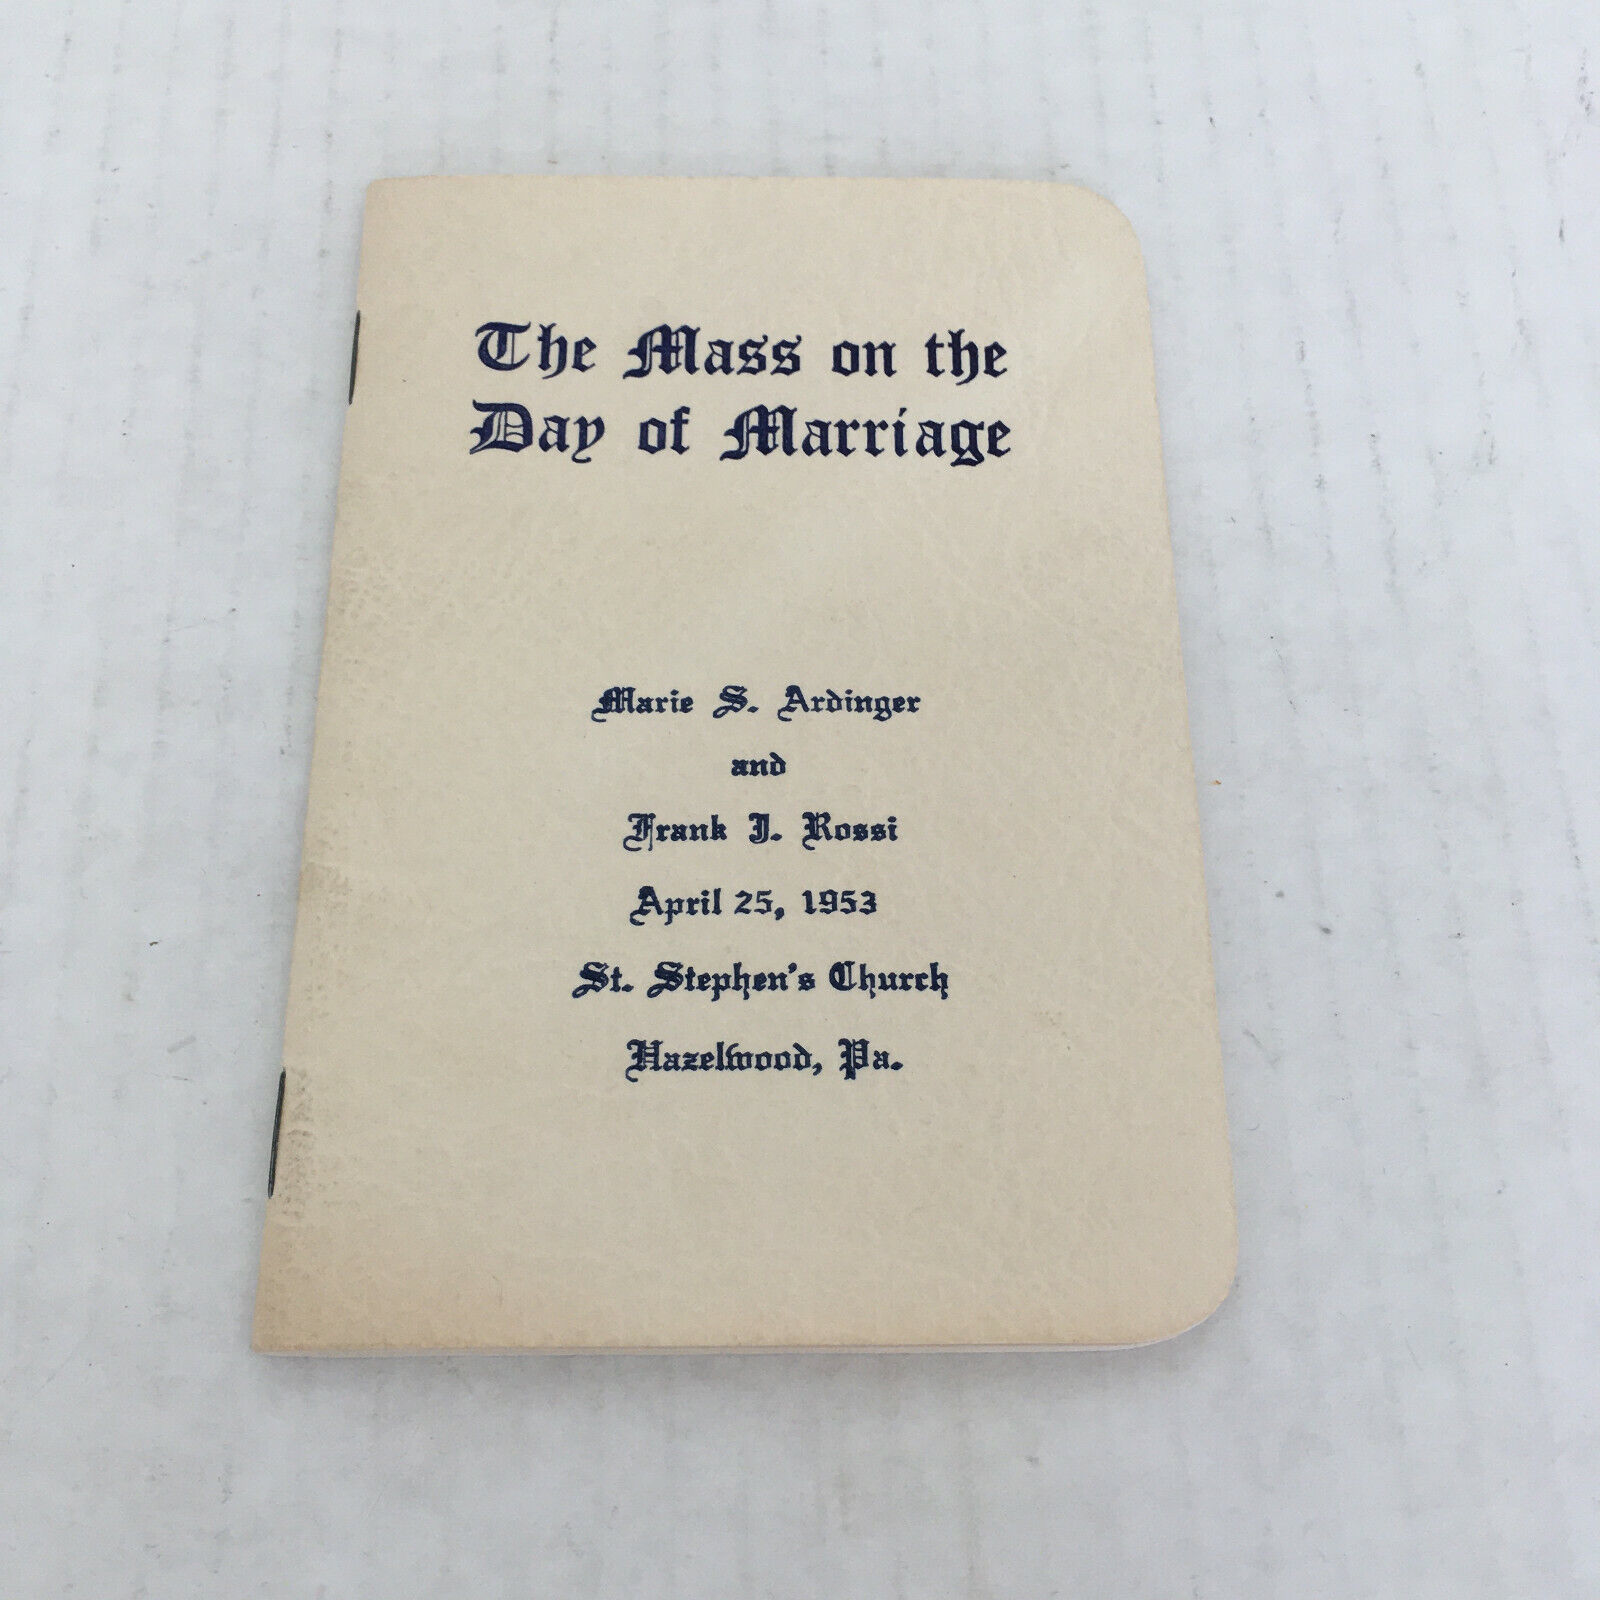 The Mass on the
Day of Marriage
Marie S. Ardinger
and
Frank J. Rossi
April 25, 1953
St. Stephen's Church
Hazelwood, Pa.